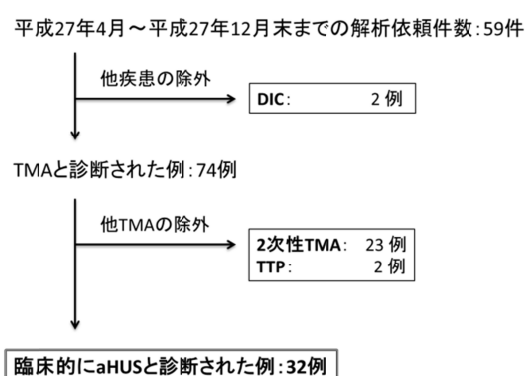 平成27年4月～平成27年12月末までの解析依頼件数:59件
他疾患の除外
DIC: 2 例
TMAと診断された例:74例
他TMAの除外
2次性TMA: 23 例
TTP: 2 例
臨床的にaHUSと診断された例:32例